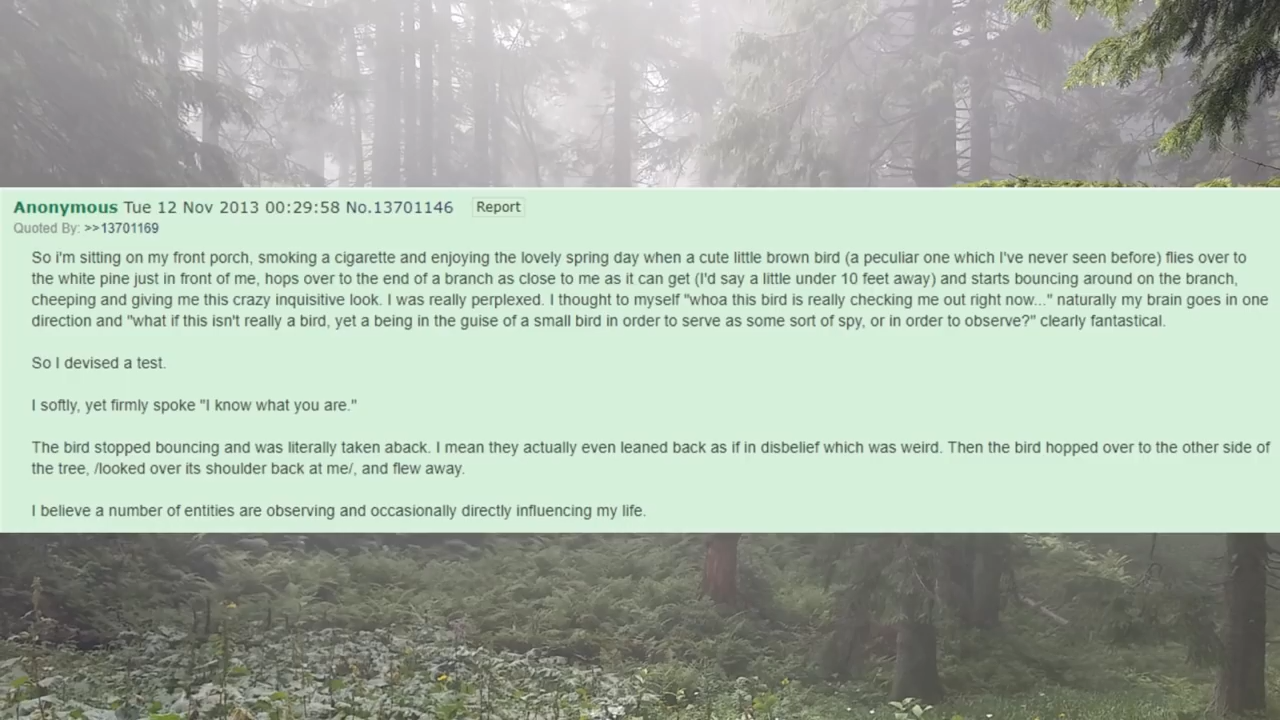 Anonymous Tue 12 Nov 2013 00:29:58 No.13701146 Report
Quoted By: >>13701169
So i'm sitting on my front porch, smoking a cigarette and enjoying the lovely spring day when a cute little brown bird (a peculiar one which I've never seen before) flies over to
the white pine just in front of me, hops over to the end of a branch as close to me as it can get (I'd say a little under 10 feet away) and starts bouncing around on the branch,
cheeping and giving me this crazy inquisitive look. I was really perplexed. I thought to myself "whoa this bird is really checking me out right now..." naturally my brain goes in one
direction and "what if this isn't really a bird, yet a being in the guise of a small bird in order to serve as some sort of spy, or in order to observe?" clearly fantastical.
So I devised a test.
I softly, yet firmly spoke "I know what you are."
The bird stopped bouncing and was literally taken aback. I mean they actually even leaned back as if in disbelief which was weird. Then the bird hopped over to the other side of
the tree, /looked over its shoulder back at me/, and flew away.
I believe a number of entities are observing and occasionally directly influencing my life.